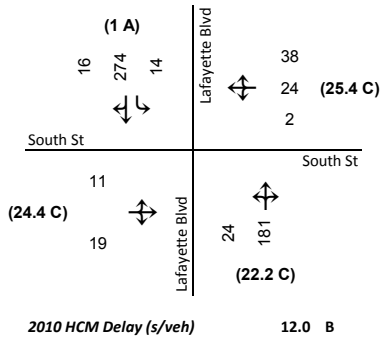 (1 A)
16 274 14
Lafayette Blvd
38
24 (25.4 C)
2
South St
South St
11
(24.4 C)
19
Lafayette Blvd
24 181
(22.2 C)
2010 HCM Delay (s/veh) 12.0 B